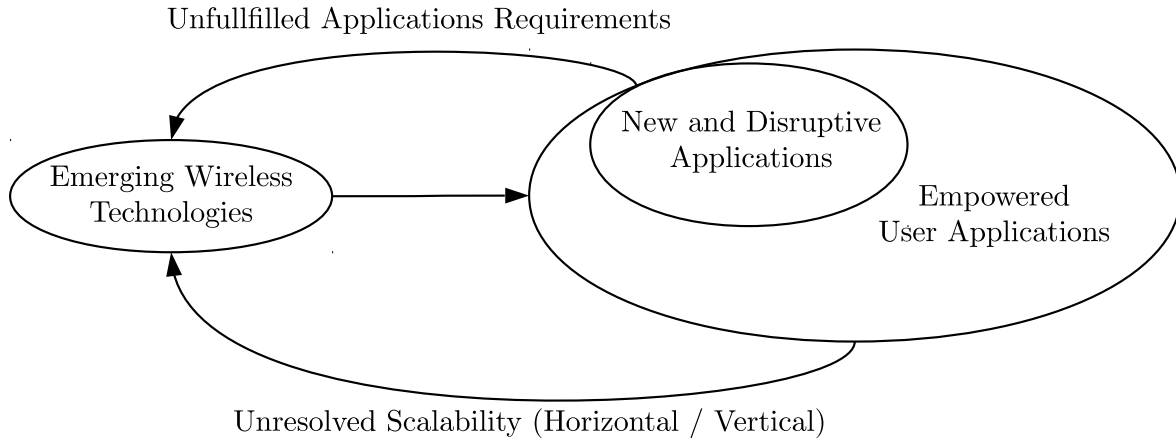 Unfullfilled Applications Requirements
New and Disruptive
Applications
Emerging Wireless
Technologies
Empowered
User Applications
Unresolved Scalability (Horizontal / Vertical)